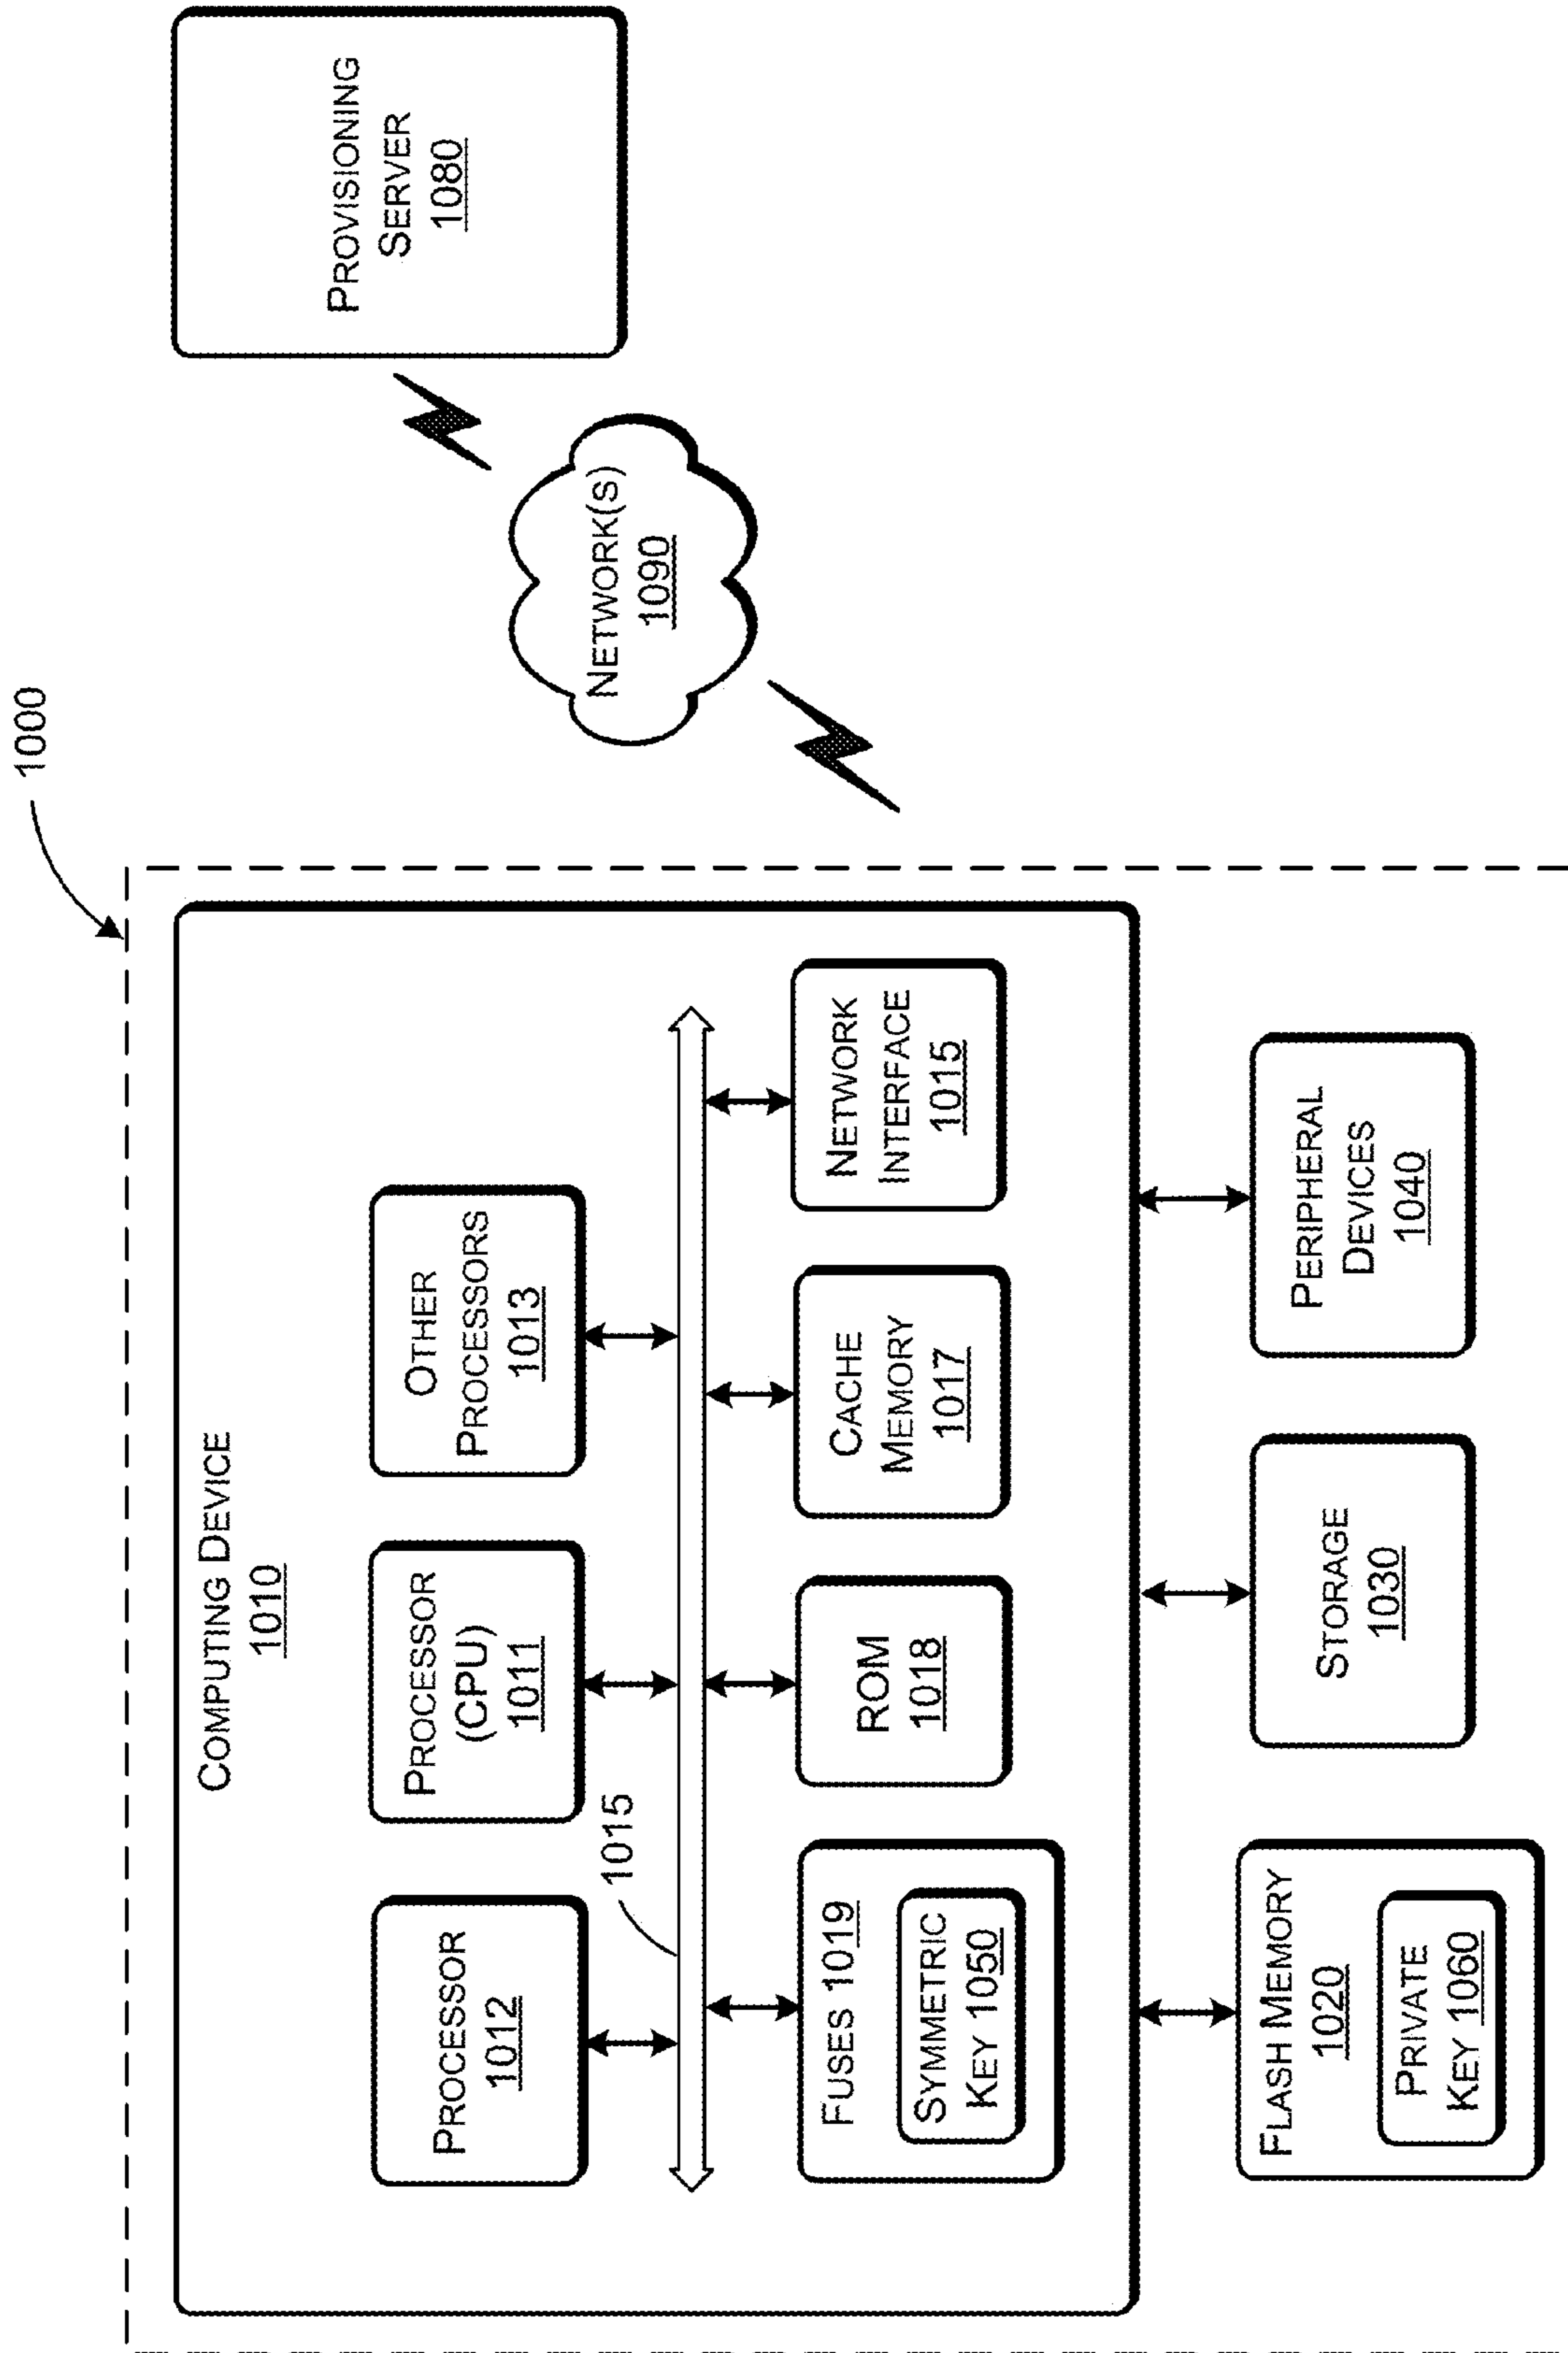 1000
COMPUTING DEVICE
1010
PROCESSOR
1012
PROCESSOR
(CPU)
1011
OTHER
PROCESSORS
1013
1015
FUSES 1019
SYMMETRIC
KEY 1050
ROM
1018
CACHE
MEMORY
1017
NETWORK
INTERFACE
1015
FLASH MEMORY
1020
PRIVATE
KEY 1060
STORAGE
1030
PERIPHERAL
DEVICES
1040
NETWORK(S)
1090
PROVISIONING
SERVER
1080